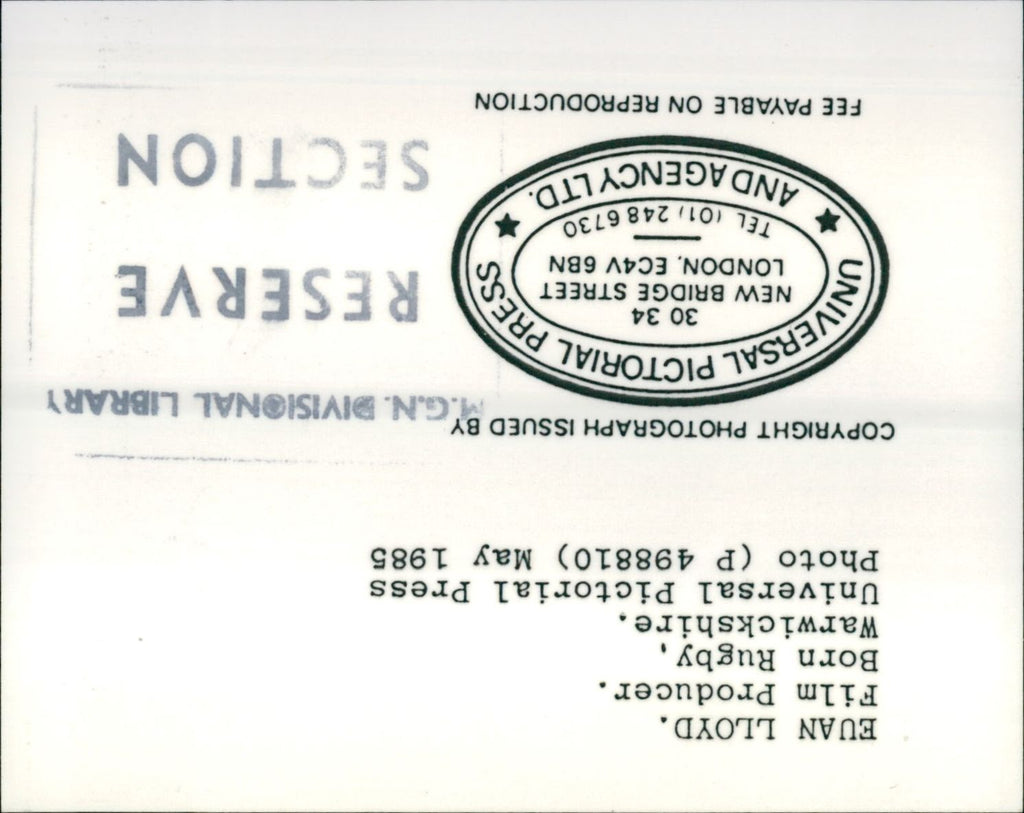 EUAN LLOYD.
Film Producer.
Born Rugby,
Warwickshire.
Universal Pictorial Press
Photo (P 498810) May 1985
COPYRIGHT PHOTOGRAPH ISSUED BY
UNIVERSAL PICTORIAL PRESS
30 34
NEW BRIDGE STREET
LONDON, EC4V 6BN
TEL (01) 248 6730
AND AGENCY LTD.
FEE PAYABLE ON REPRODUCTION
M.G.N. DIVISIONAL LIBRARY
RESERVE
SECTION